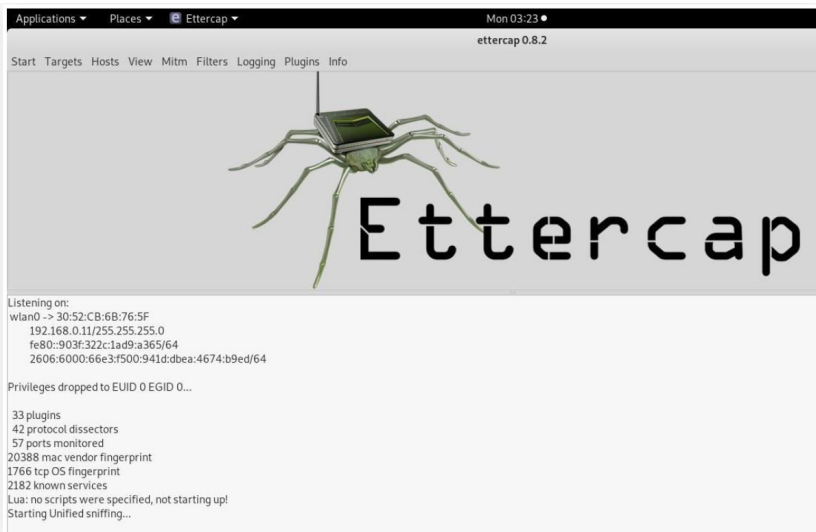 Applications Places Ettercap Mon 03:23
ettercap 0.8.2
Start Targets Hosts View Mitm Filters Logging Plugins Info
Ettercap
Listening on:
wlan0 -> 30:52:CB:6B:76:5F
192.168.0.11/255.255.255.0
fe80::903f:322c:1ad9:a365/64
2606:6000:66e3:f500:941d:dbea:4674:b9ed/64
Privileges dropped to EUID 0 EGID 0...
33 plugins
42 protocol dissectors
57 ports monitored
20388 mac vendor fingerprint
1766 tcp OS fingerprint
2182 known services
Lua: no scripts were specified, not starting up!
Starting Unified sniffing...